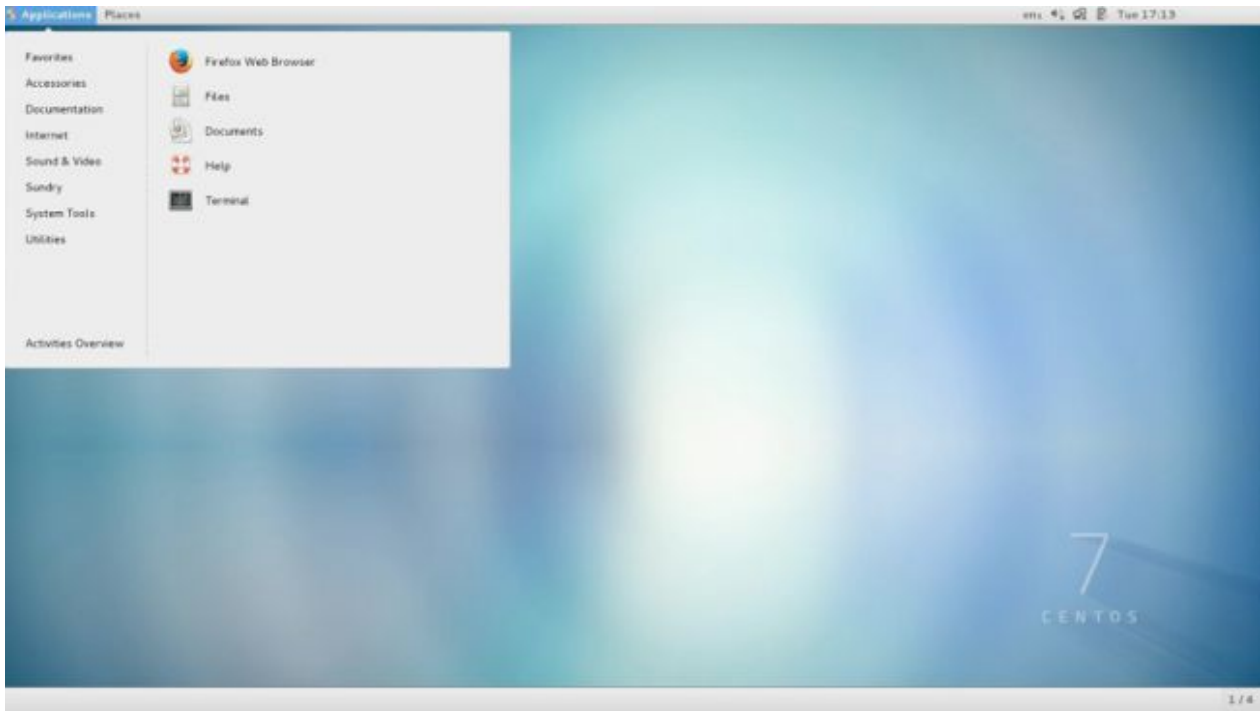 Applications Places
en₁ Tue 17:13
Favorites
Accessories
Documentation
Internet
Sound & Video
Sundry
System Tools
Utilities
Activities Overview
Firefox Web Browser
Files
Documents
Help
Terminal
7
CENTOS
1 / 4